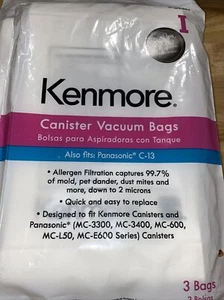 I
Kenmore.
Canister Vacuum Bags
Bolsas para Aspiradoras con Tanque
Also fits: Panasonic® C-13
• Allergen Filtration captures 99.7%
of mold, pet dander, dust mites and
more, down to 2 microns
• Quick and easy to replace
• Designed to fit Kenmore Canisters and
Panasonic® (MC-3300, MC-3400, MC-600,
MC-L50, MC-E600 Series) Canisters
3 Bags
3 Bolsas